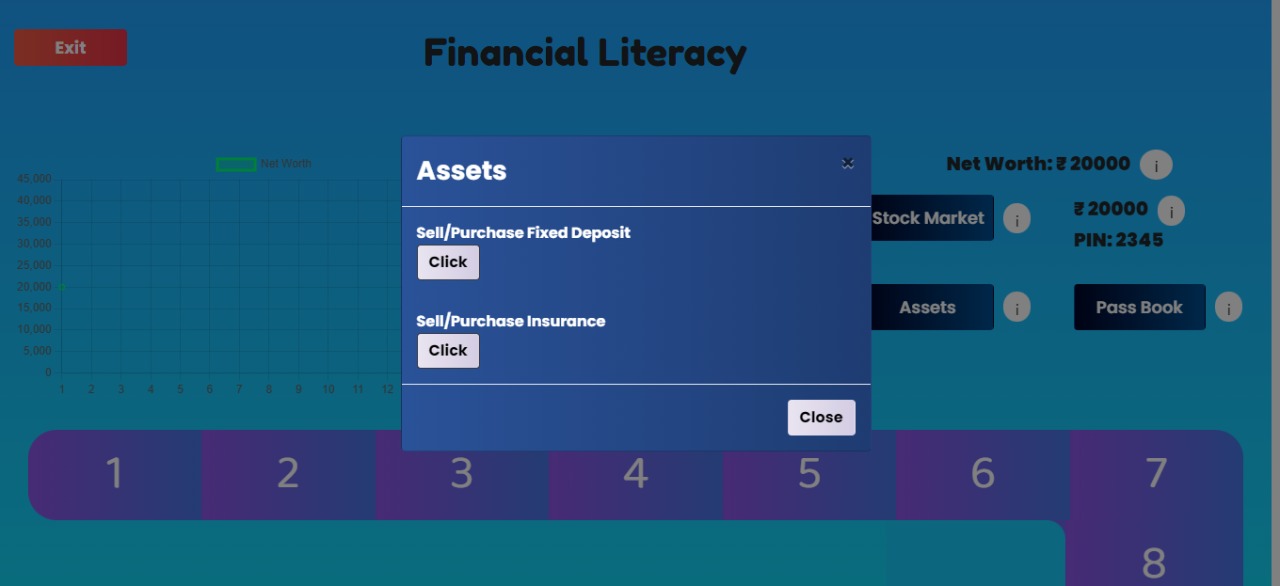 Exit
Financial Literacy
Net Worth
45,000
40,000
35,000
30,000
25,000
20,000
15,000
10,000
5,000
0
1 2 3 4 5 6 7 8 9 10 11 12
Assets
×
Sell/Purchase Fixed Deposit
Click
Sell/Purchase Insurance
Click
Close
Net Worth: ₹ 20000 i
Stock Market i
₹ 20000 i
PIN: 2345
Assets i
Pass Book i
1 2 3 4 5 6 7
8